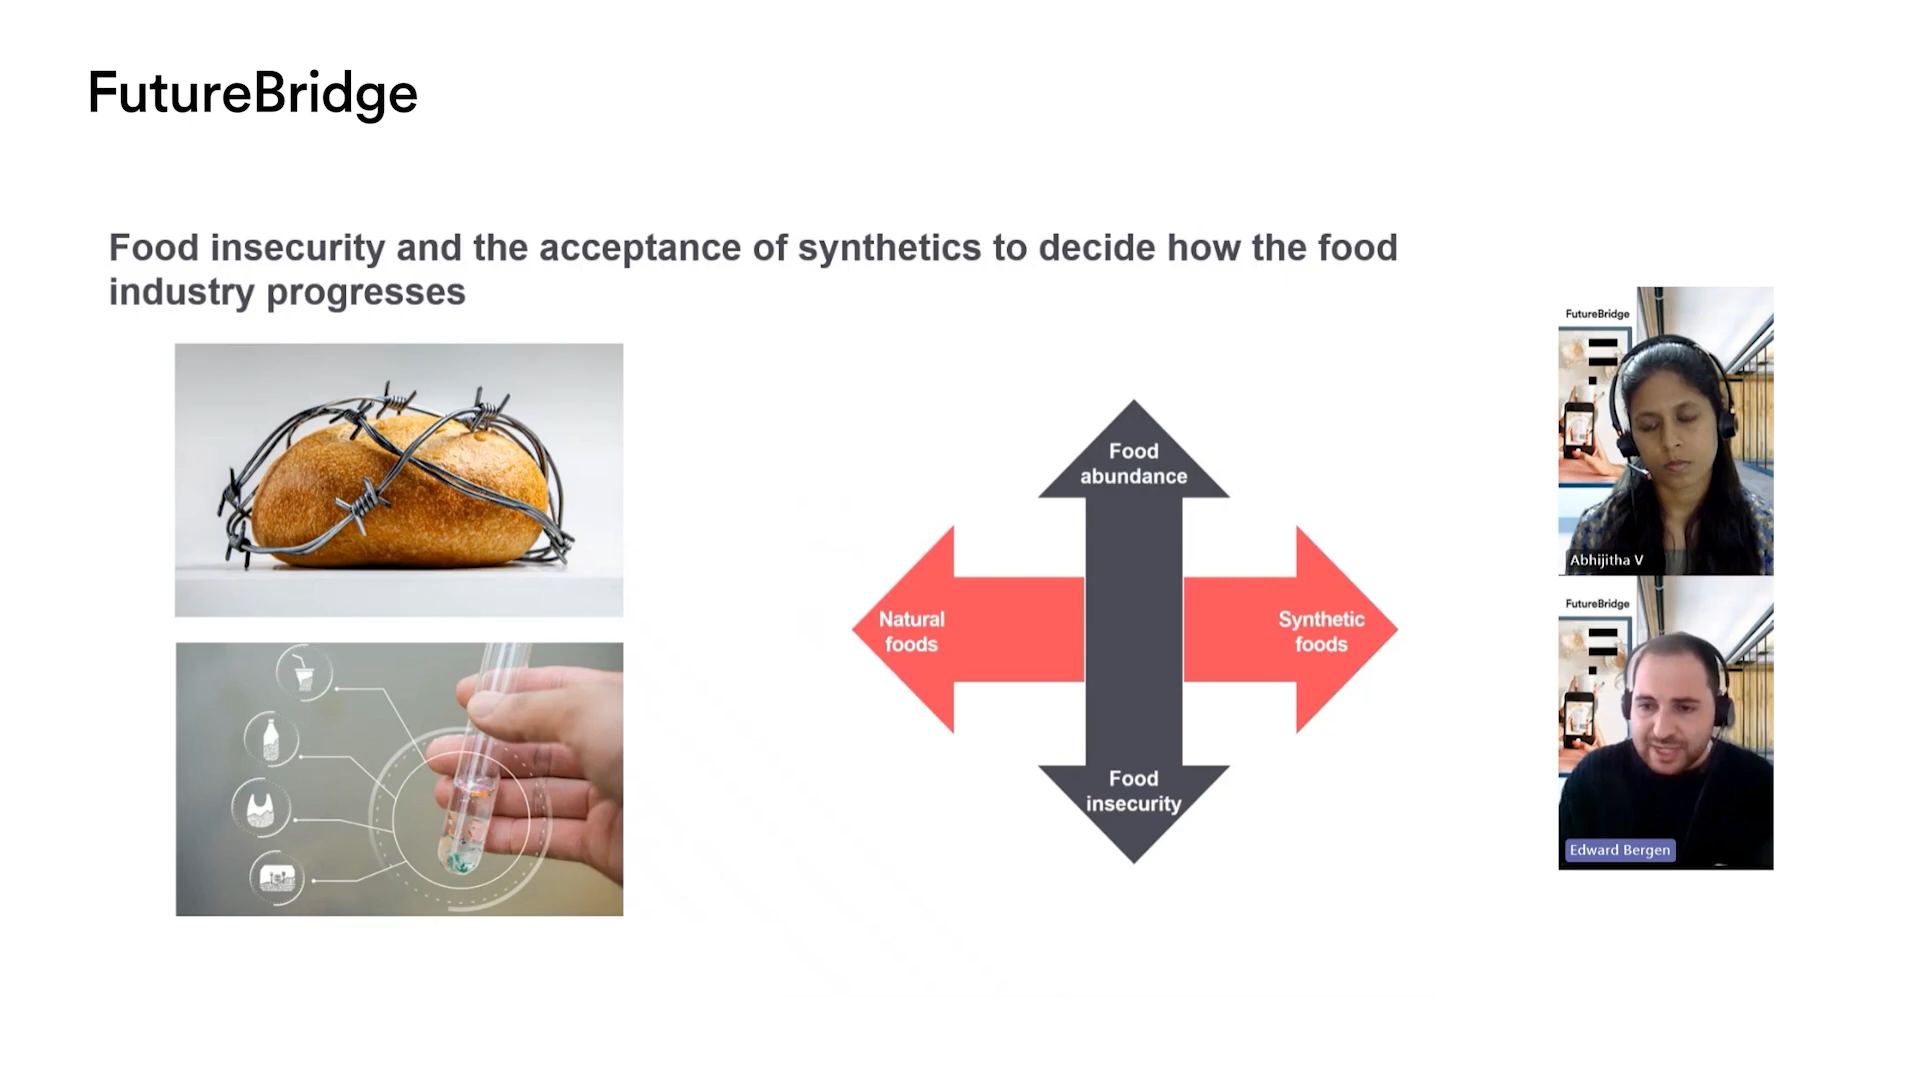 FutureBridge
Food insecurity and the acceptance of synthetics to decide how the food
industry progresses
Food
abundance
Natural
foods
Synthetic
foods
Food
insecurity
FutureBridge
Abhijitha V
FutureBridge
Edward Bergen